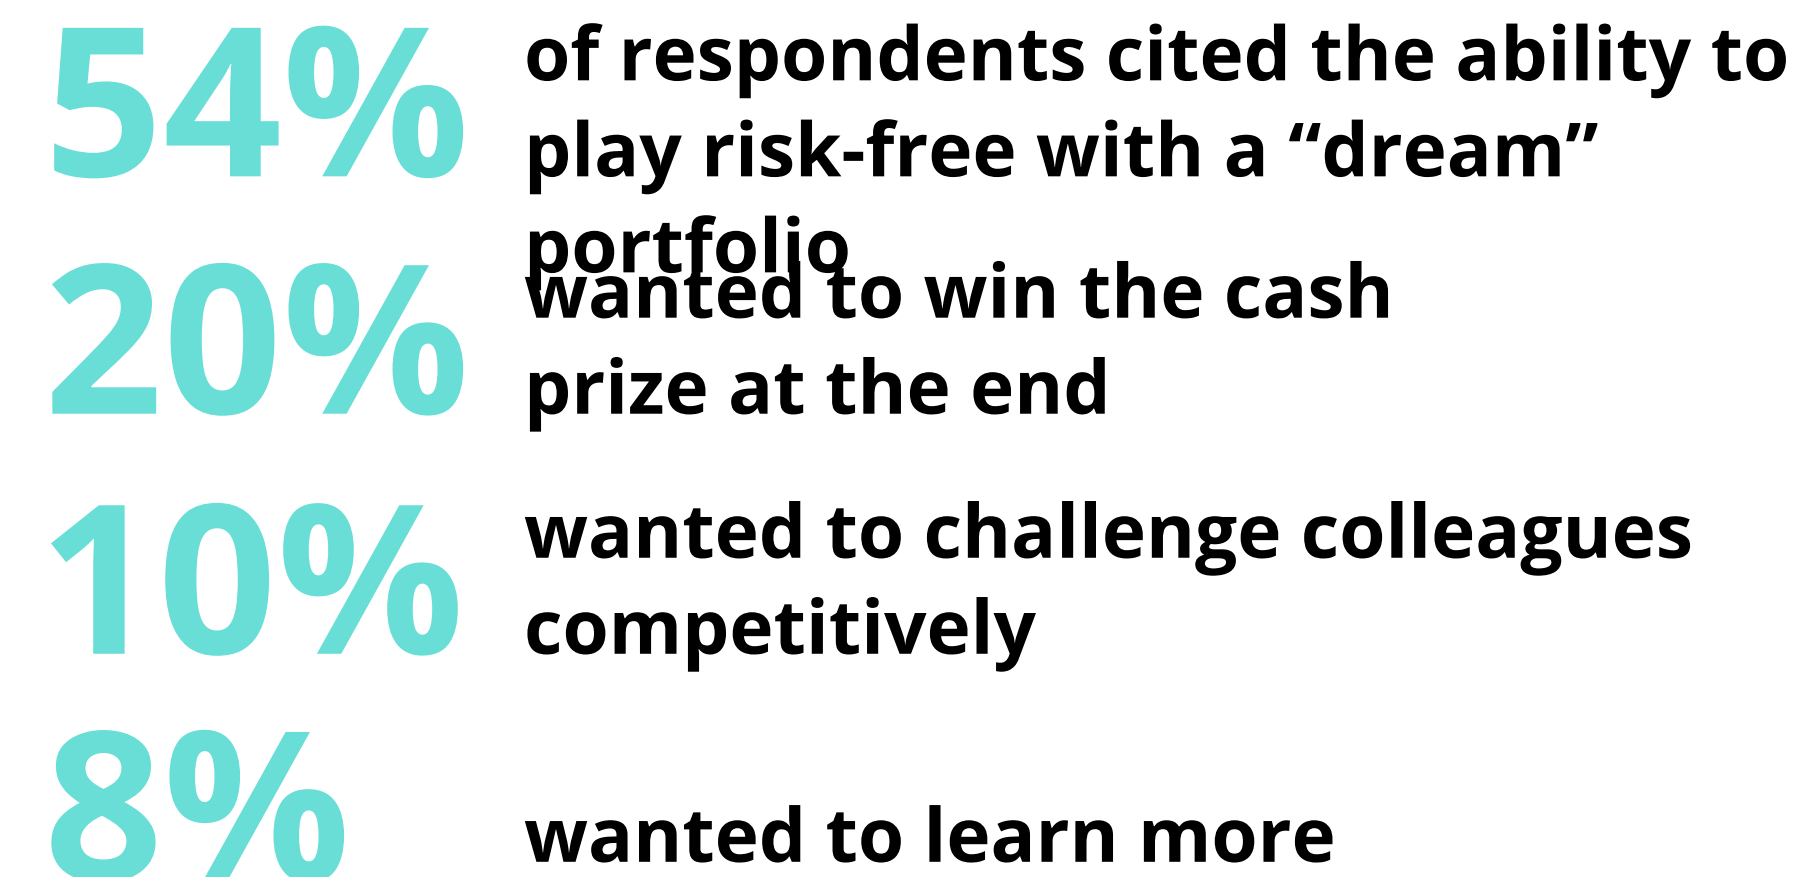 54%
of respondents cited the ability to
play risk-free with a “dream”
portfolio
20%
wanted to win the cash
prize at the end
10%
wanted to challenge colleagues
competitively
8%
wanted to learn more